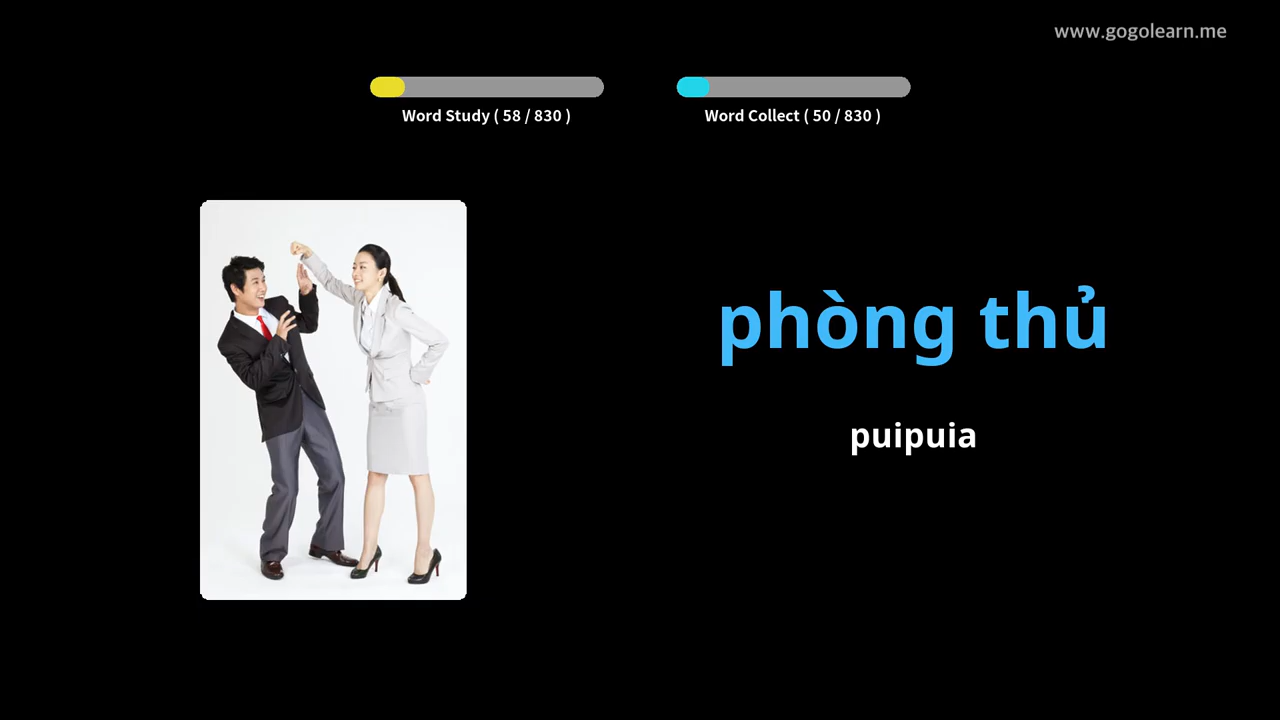 www.gogolearn.me
Word Study ( 58 / 830 )
Word Collect ( 50 / 830 )
phòng thủ
puipuia